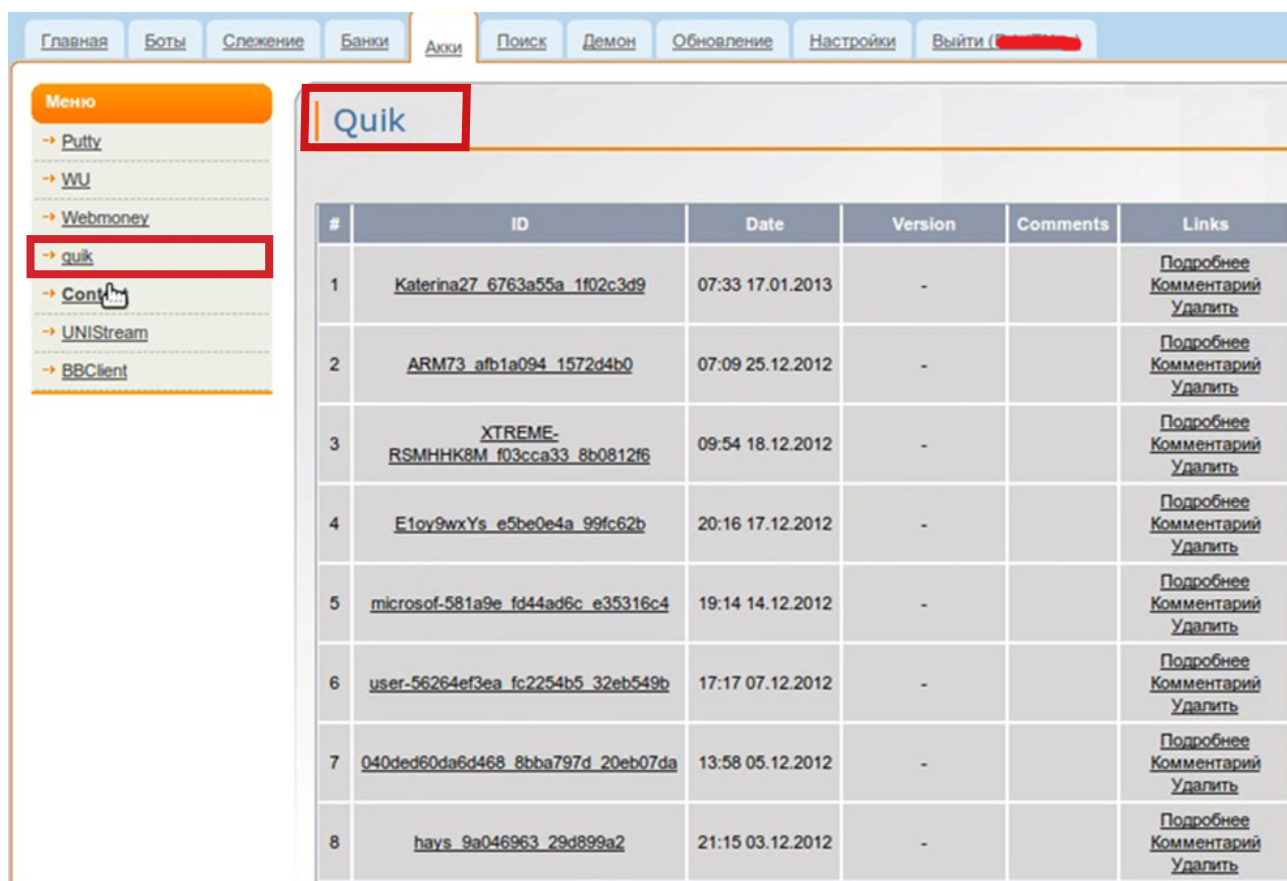 Главная Боты Слежение Банки Акки Поиск Демон Обновление Настройки Выйти (
Меню
Putty
WU
Webmoney
quik
UNIStream
BBClient
Quik
# ID Date Version Comments Links
1 Katerina27_6763a55a_1f02c3d9 07:33 17.01.2013 - Подробнее
Комментарий
Удалить
2 ARM73_afb1a094_1572d4b0 07:09 25.12.2012 - Подробнее
Комментарий
Удалить
3 XTREME-
RSMHHK8M_f03cca33_8b0812f6 09:54 18.12.2012 - Подробнее
Комментарий
Удалить
4 E1oy9wxYs_e5be0e4a_99fc62b 20:16 17.12.2012 - Подробнее
Комментарий
Удалить
5 microsof-581a9e_fd44ad6c_e35316c4 19:14 14.12.2012 - Подробнее
Комментарий
Удалить
6 user-56264ef3ea_fc2254b5_32eb549b 17:17 07.12.2012 - Подробнее
Комментарий
Удалить
7 040ded60da6d468_8bba797d_20eb07da 13:58 05.12.2012 - Подробнее
Комментарий
Удалить
8 hays_9a046963_29d899a2 21:15 03.12.2012 - Подробнее
Комментарий
Удалить